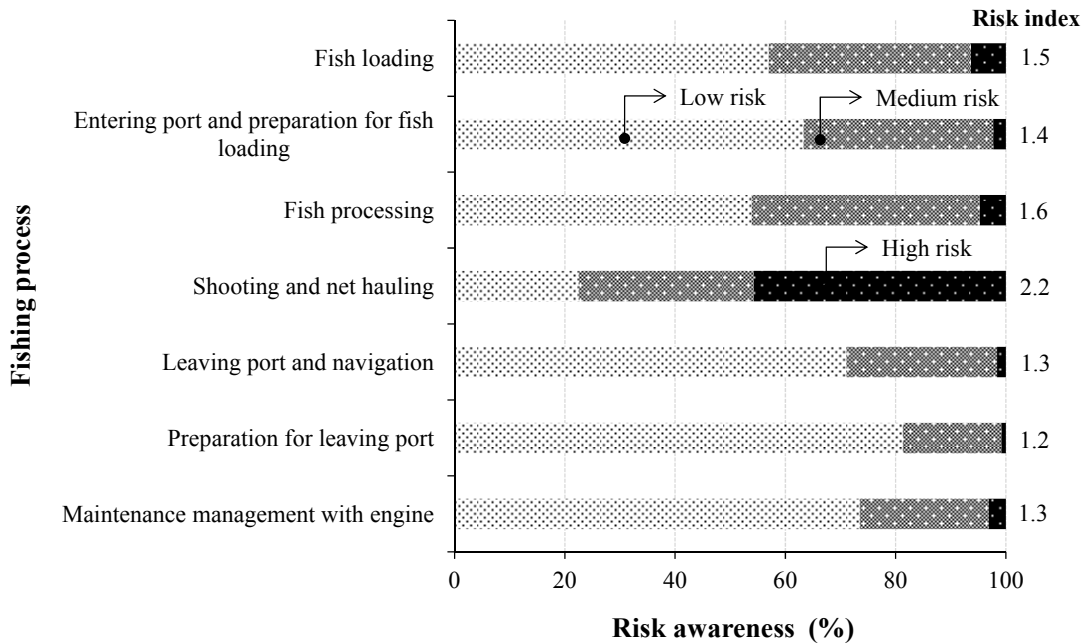 Risk index
Fish loading
1.5
Low risk
Medium risk
Entering port and preparation for fish
loading
1.4
Fish processing
1.6
High risk
Shooting and net hauling
2.2
Leaving port and navigation
1.3
Preparation for leaving port
1.2
Maintenance management with engine
1.3
Fishing process
0 20 40 60 80 100
Risk awareness (%)